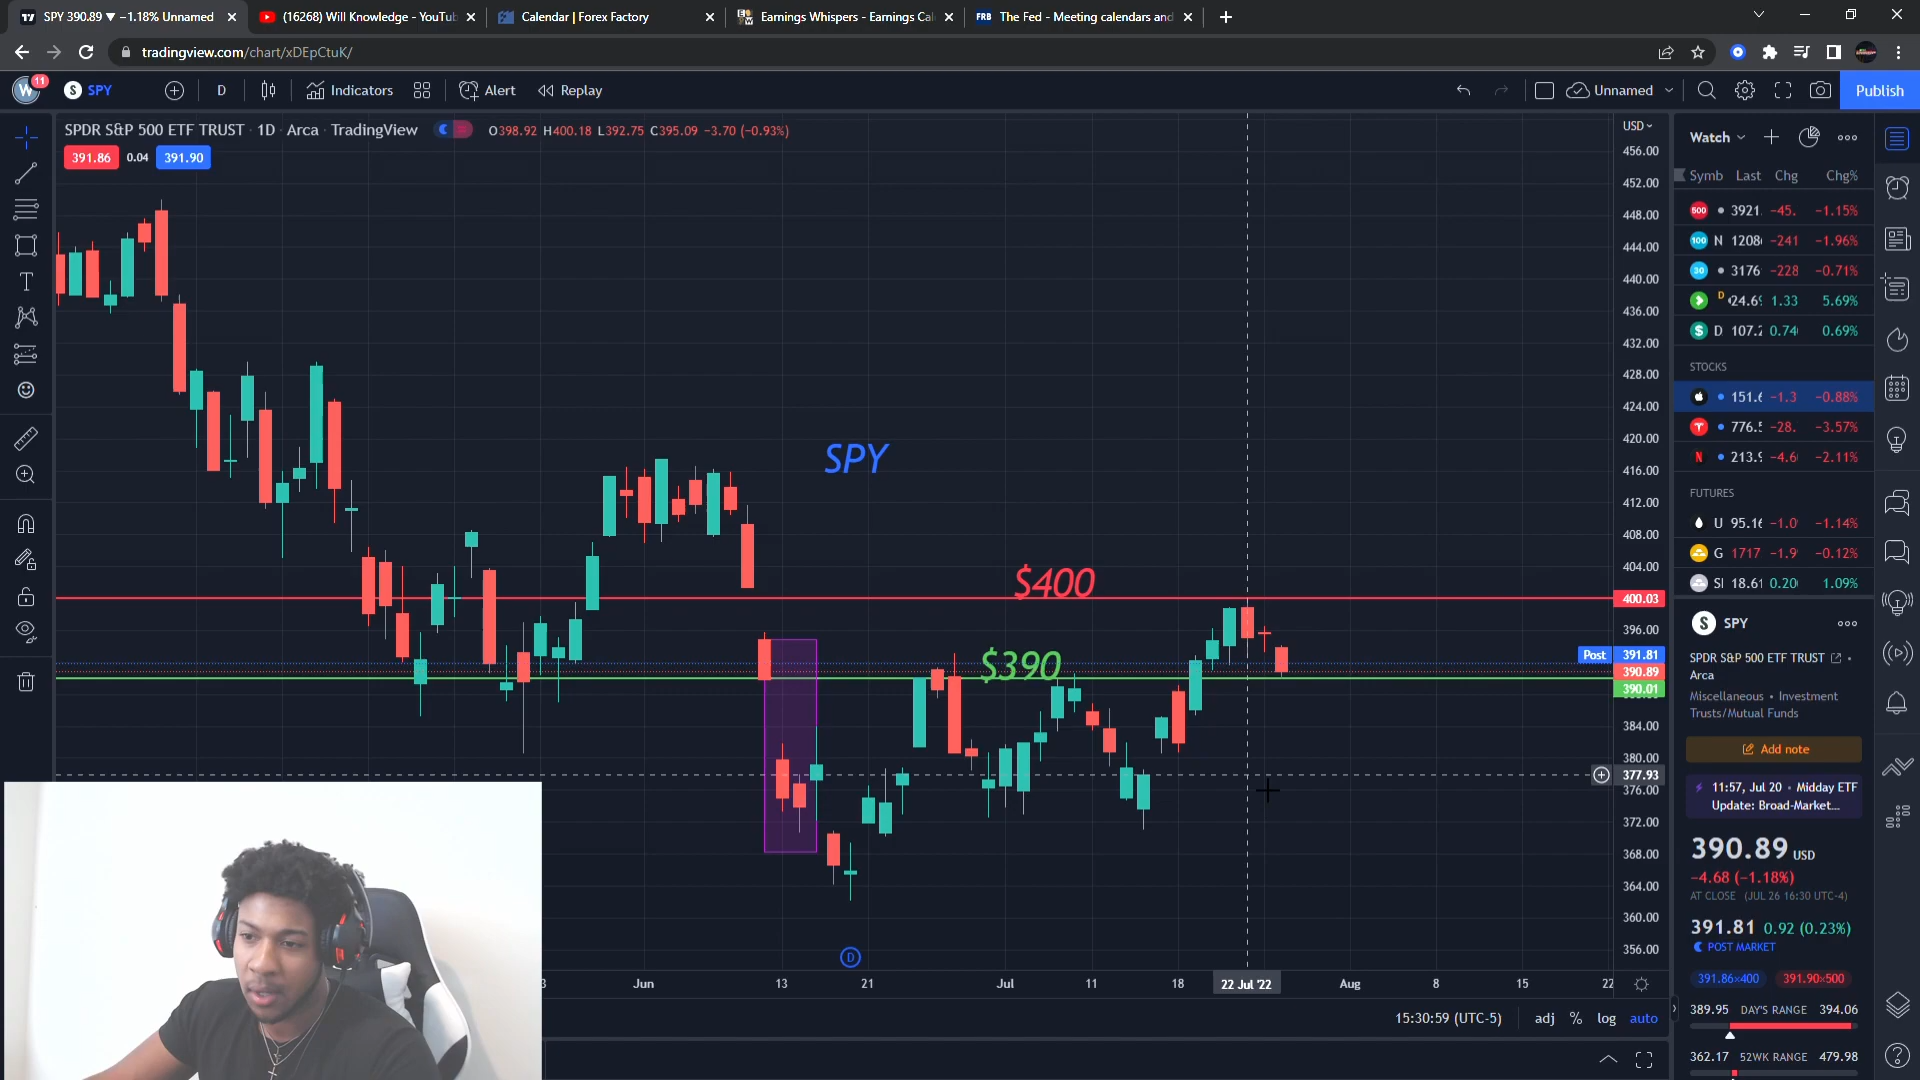 SPY 390.89 ▼ −1.18% Unnamed
(16268) Will Knowledge - YouTub
Calendar | Forex Factory
Earnings Whispers - Earnings Cal
FRB The Fed - Meeting calendars and
tradingview.com/chart/xDEpCtuK/
11
SPY
D
Indicators
Alert
Replay
Unnamed
Publish
SPDR S&P 500 ETF TRUST · 1D · Arca · TradingView
O398.92 H400.18 L392.75 C395.09 −3.70 (−0.93%)
391.86 0.04 391.90
USD
456.00
452.00
448.00
444.00
440.00
436.00
432.00
428.00
424.00
420.00
416.00
412.00
408.00
404.00
400.03
396.00
Post 391.81
390.89
390.01
384.00
380.00
377.93
376.00
372.00
368.00
364.00
360.00
356.00
SPY
$400
$390
D
3 Jun 13 21 Jul 11 18 22 Jul '22 Aug 8 15 22
15:30:59 (UTC-5) adj % log auto
Watch
Symb Last Chg Chg%
500 3921. −45. −1.15%
100 N 1208 −241 −1.96%
30 3176 −228 −0.71%
D 24.69 1.33 5.69%
D 107.2 0.74 0.69%
STOCKS
151.6 −1.3 −0.88%
776.5 −28. −3.57%
213.9 −4.6 −2.11%
FUTURES
U 95.16 −1.0 −1.14%
G 1717 −1.9 −0.12%
SI 18.61 0.20 1.09%
SPY
SPDR S&P 500 ETF TRUST
Arca
Miscellaneous • Investment
Trusts/Mutual Funds
Add note
11:57, Jul 20 • Midday ETF
Update: Broad-Market...
390.89 USD
−4.68 (−1.18%)
AT CLOSE (JUL 26 16:30 UTC-4)
391.81 0.92 (0.23%)
POST MARKET
391.86×400 391.90×500
389.95 DAY'S RANGE 394.06
362.17 52WK RANGE 479.98